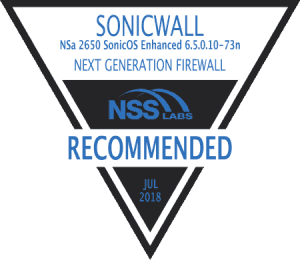 SONICWALL
NSa 2650 SonicOS Enhanced 6.5.0.10-73n
NEXT GENERATION FIREWALL
NSS
LABS
RECOMMENDED
JUL
2018